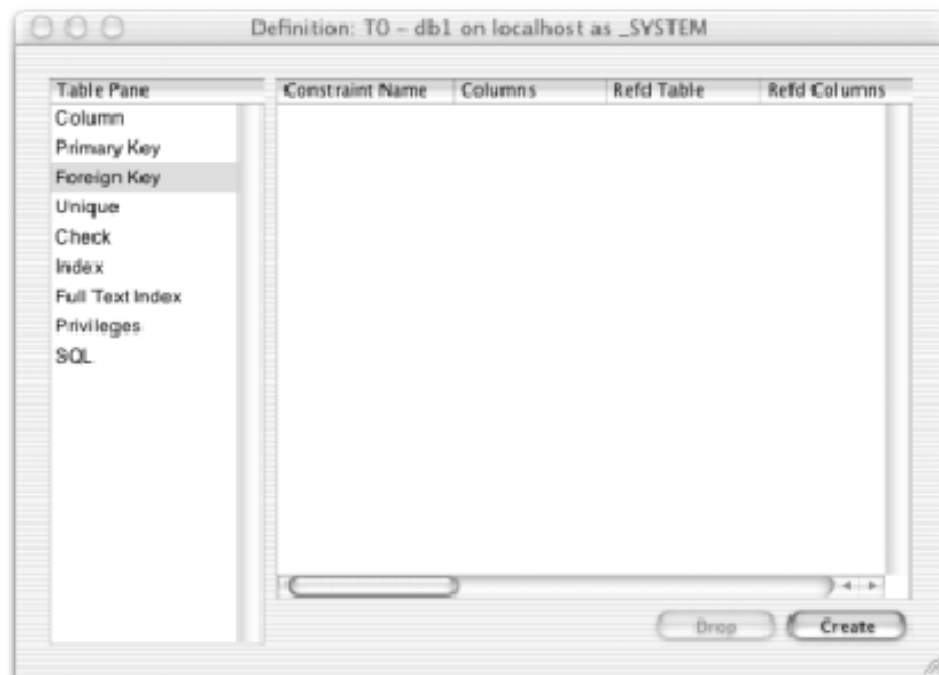 Definition: T0 – db1 on localhost as _SYSTEM
Table Pane
Column
Primary Key
Foreign Key
Unique
Check
Index
Full Text Index
Privileges
SQL
Constraint Name Columns Refd Table Refd Columns
Drop Create